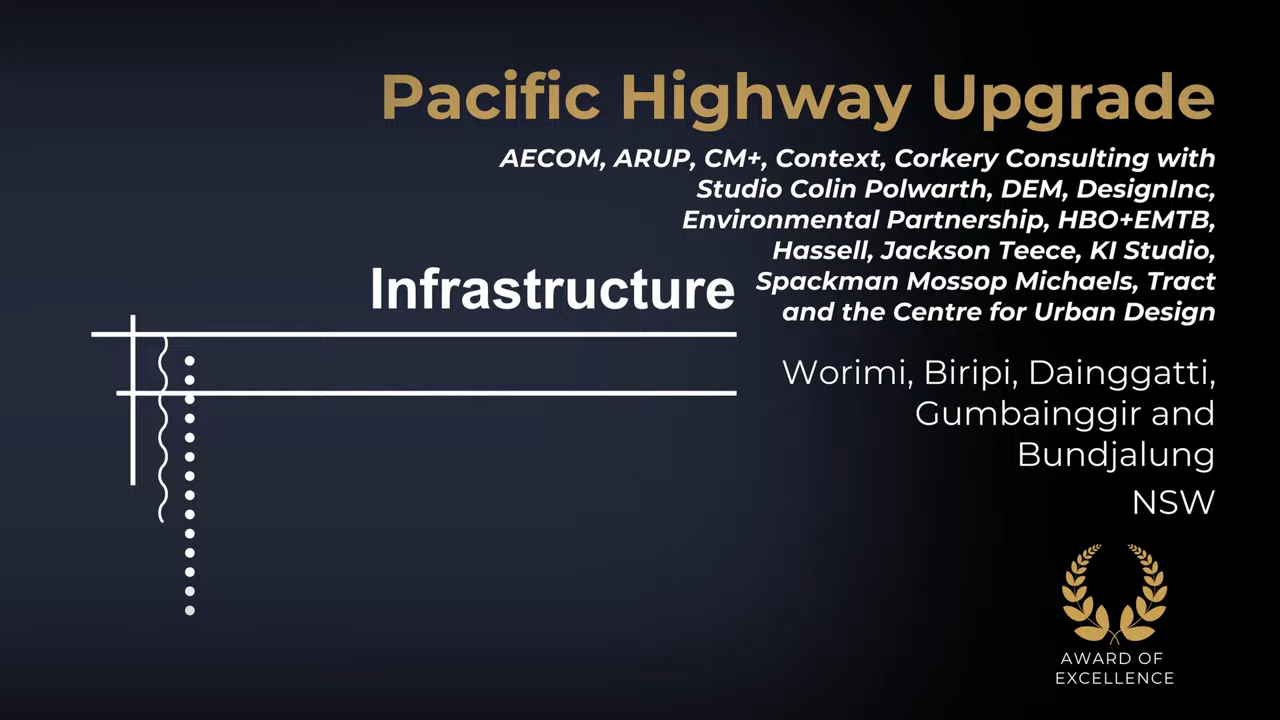 Pacific Highway Upgrade
AECOM, ARUP, CM+, Context, Corkery Consulting with
Studio Colin Polwarth, DEM, DesignInc,
Environmental Partnership, HBO+EMTB,
Hassell, Jackson Teece, KI Studio,
Spackman Mossop Michaels, Tract
and the Centre for Urban Design
Infrastructure
Worimi, Biripi, Dainggatti,
Gumbainggir and
Bundjalung
NSW
AWARD OF
EXCELLENCE